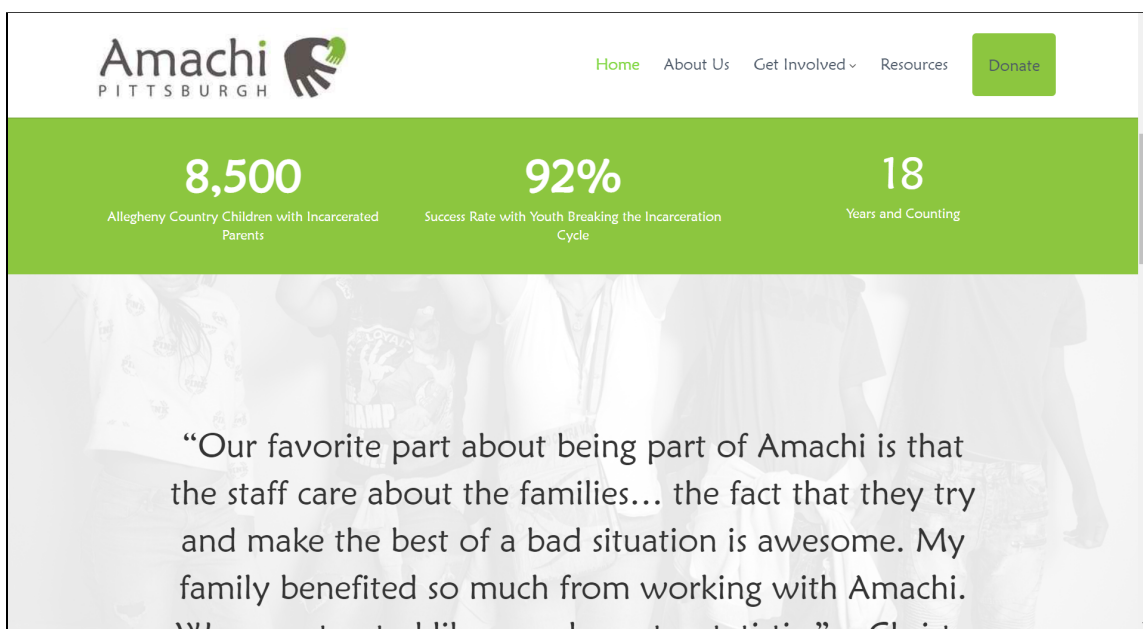 Amachi
PITTSBURGH
Home About Us Get Involved Resources Donate
8,500
Allegheny Country Children with Incarcerated
Parents
92%
Success Rate with Youth Breaking the Incarceration
Cycle
18
Years and Counting
“Our favorite part about being part of Amachi is that
the staff care about the families... the fact that they try
and make the best of a bad situation is awesome. My
family benefited so much from working with Amachi.